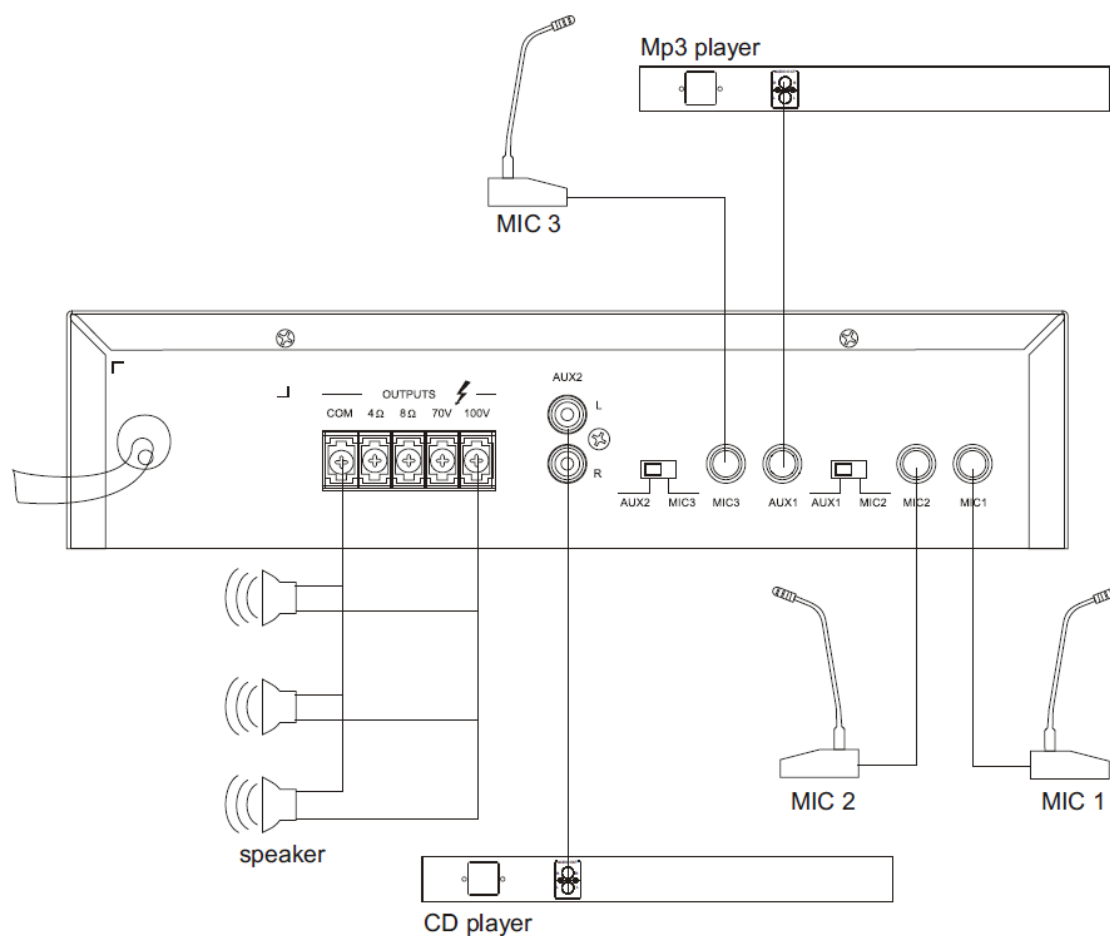 Mp3 player
MIC 3
OUTPUTS
COM 4Ω 8Ω 70V 100V
AUX2
L
R
AUX2 MIC3 MIC3 AUX1 AUX1 MIC2 MIC2 MIC1
MIC 2
MIC 1
speaker
CD player